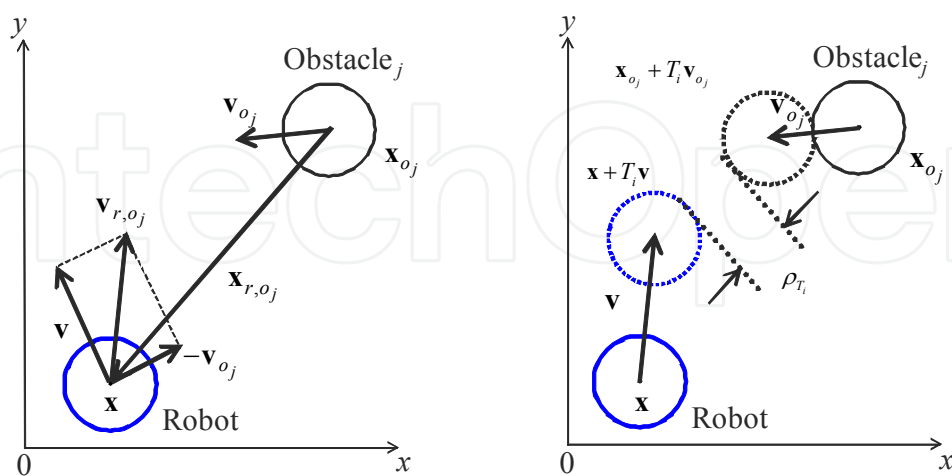 y
Obstacle_j
v_{o_j}
x_{o_j}
v_{r,o_j}
x_{r,o_j}
v
−v_{o_j}
x
Robot
0
x
y
x_{o_j} + T_i v_{o_j}
Obstacle_j
v_{o_j}
x_{o_j}
x + T_i v
ρ_{T_i}
v
x
Robot
0
x
ntechOpe